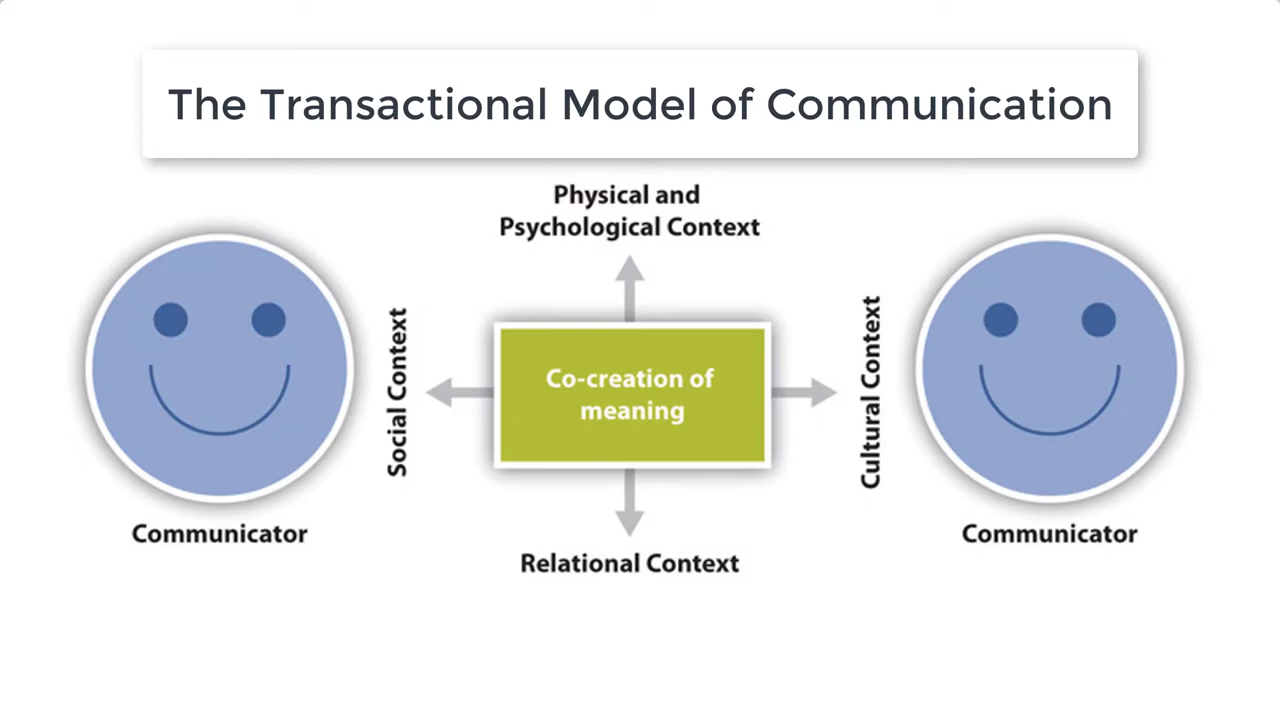 The Transactional Model of Communication
Physical and
Psychological Context
Social Context
Co-creation of
meaning
Cultural Context
Communicator
Communicator
Relational Context